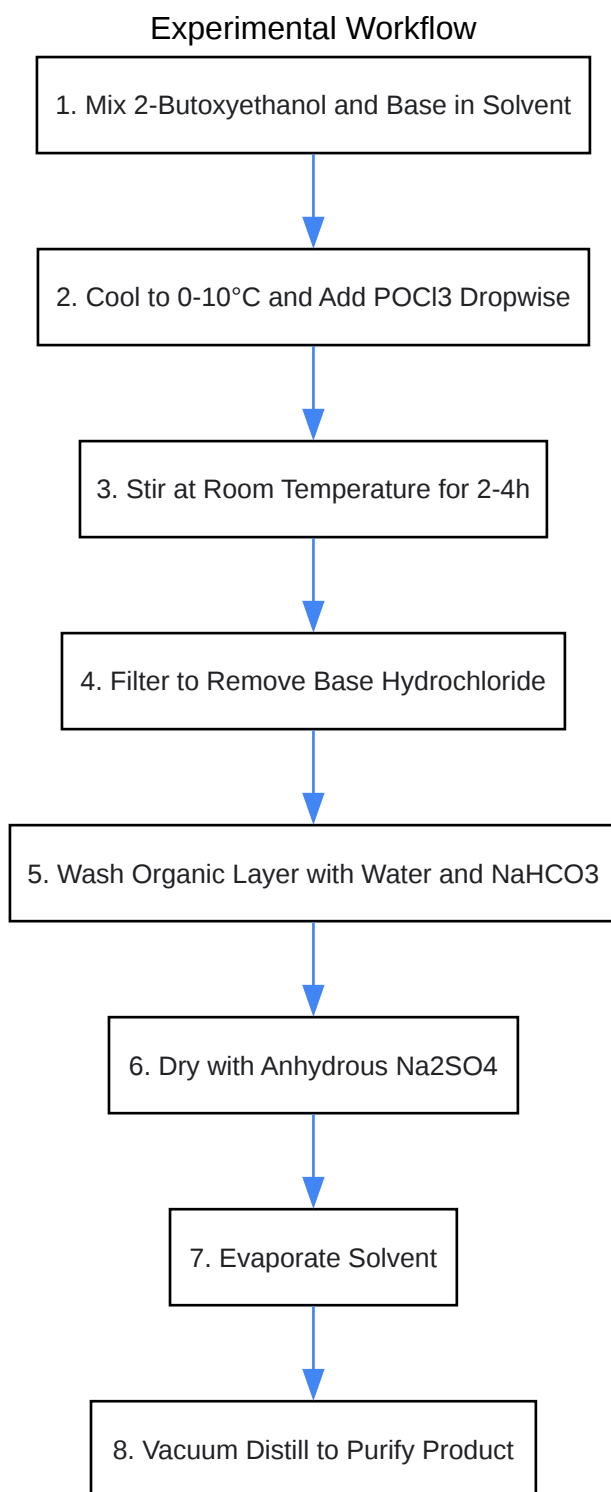 Experimental Workflow
1. Mix 2-Butoxyethanol and Base in Solvent
2. Cool to 0-10°C and Add POCl3 Dropwise
3. Stir at Room Temperature for 2-4h
4. Filter to Remove Base Hydrochloride
5. Wash Organic Layer with Water and NaHCO3
6. Dry with Anhydrous Na2SO4
7. Evaporate Solvent
8. Vacuum Distill to Purify Product